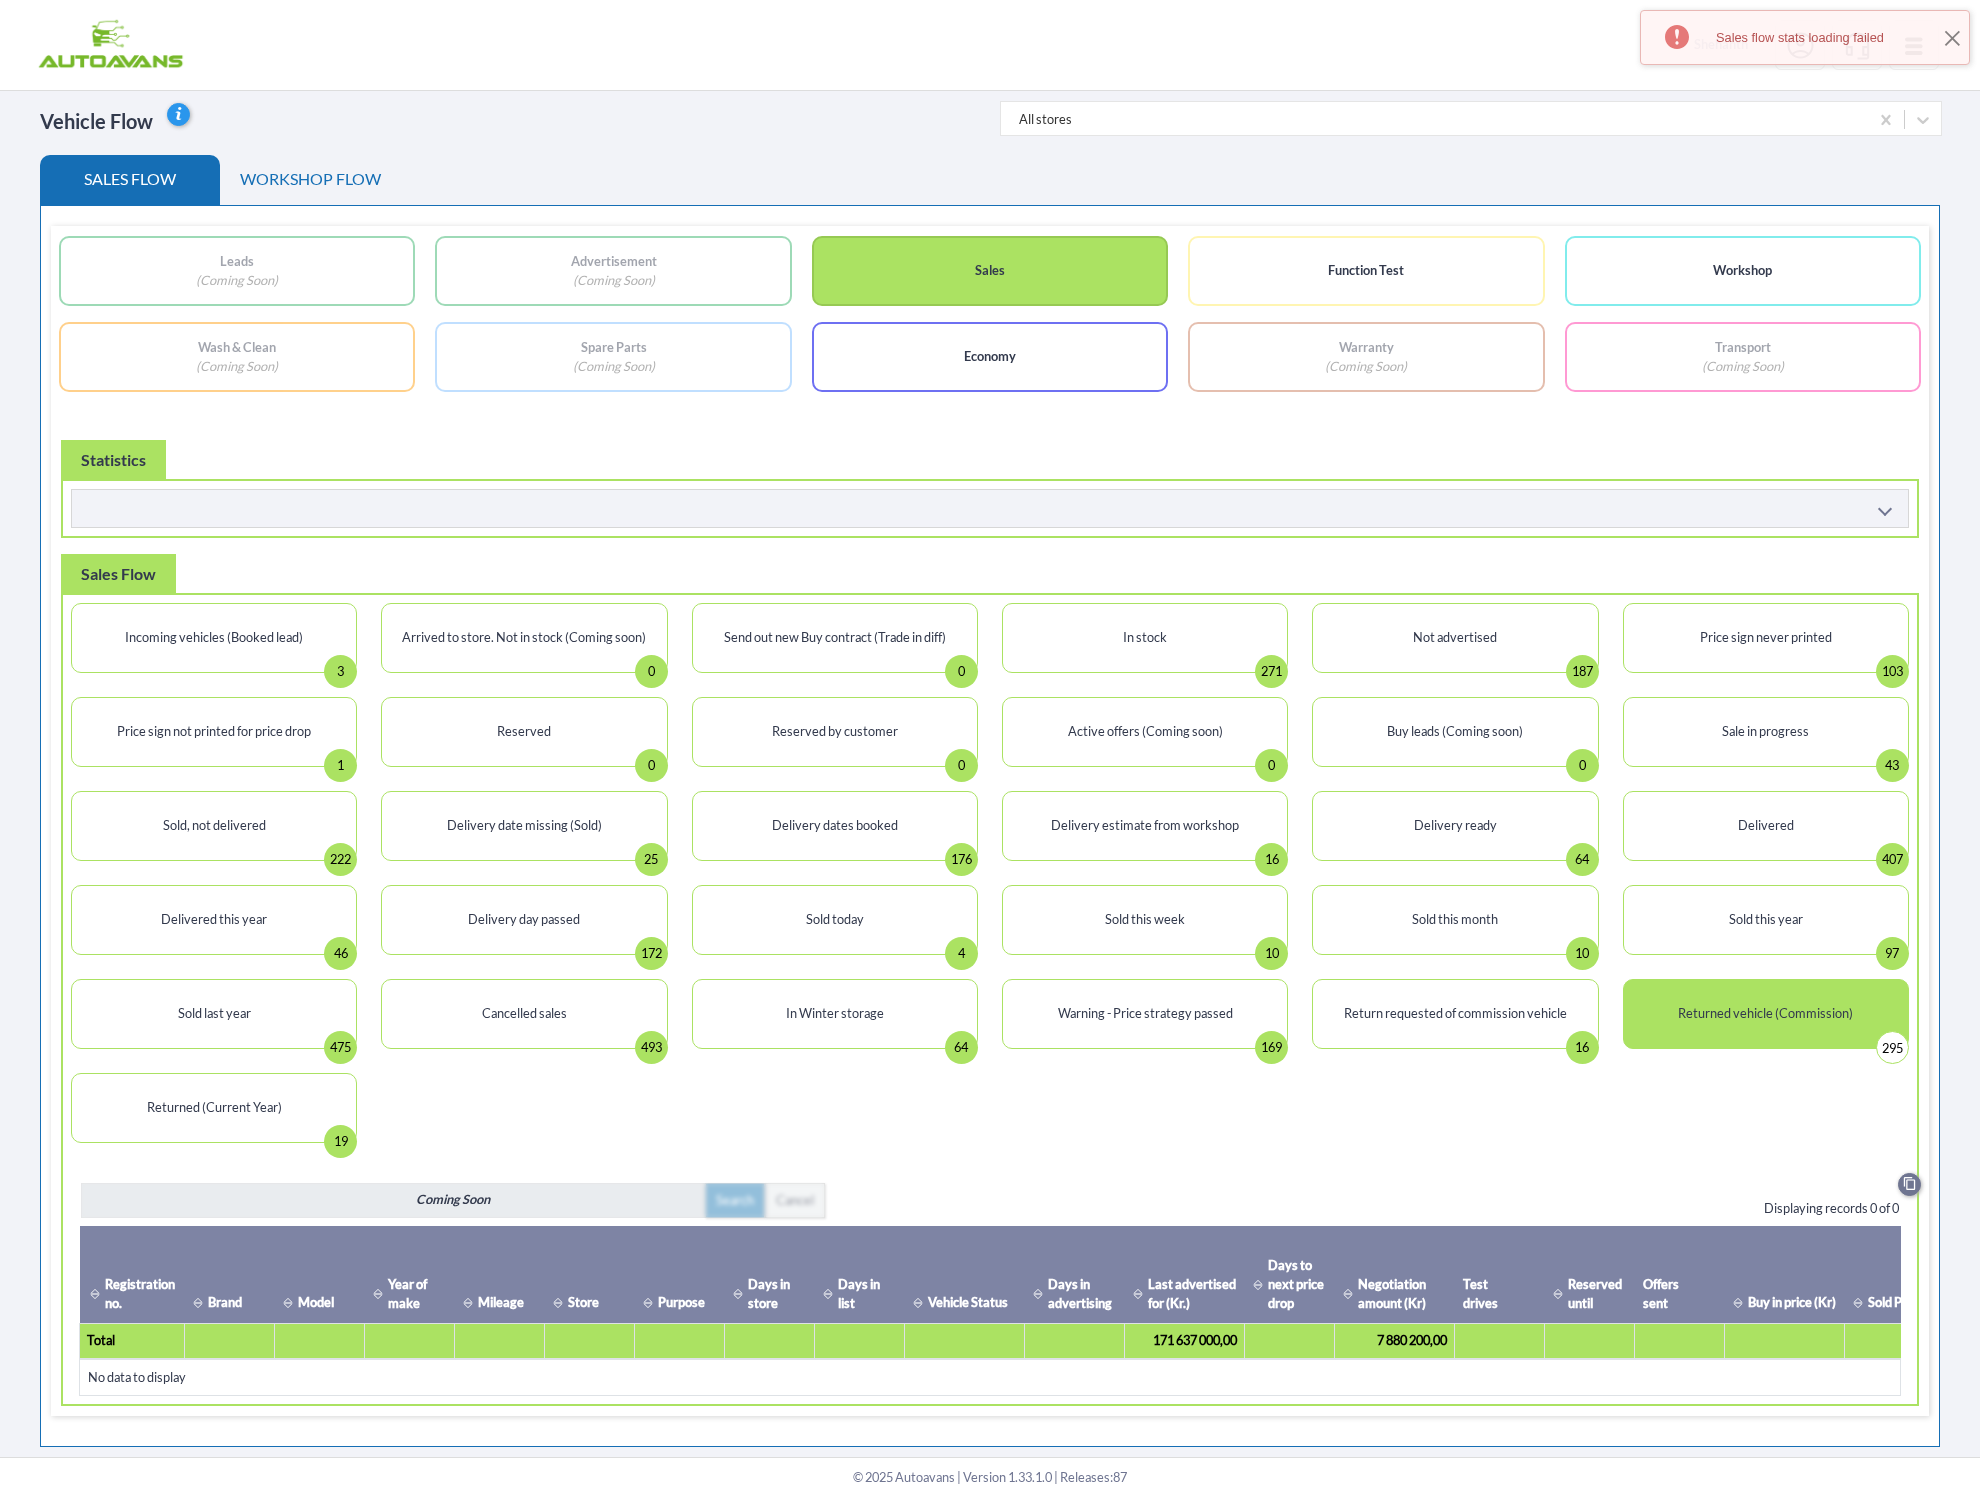 AUTOAVANS
Sales flow stats loading failed
Vehicle Flow
All stores
SALES FLOW
WORKSHOP FLOW
Leads
(Coming Soon)
Advertisement
(Coming Soon)
Sales
Function Test
Workshop
Wash & Clean
(Coming Soon)
Spare Parts
(Coming Soon)
Economy
Warranty
(Coming Soon)
Transport
(Coming Soon)
Statistics
Sales Flow
Incoming vehicles (Booked lead)
3
Arrived to store. Not in stock (Coming soon)
0
Send out new Buy contract (Trade in diff)
0
In stock
271
Not advertised
187
Price sign never printed
103
Price sign not printed for price drop
1
Reserved
0
Reserved by customer
0
Active offers (Coming soon)
0
Buy leads (Coming soon)
0
Sale in progress
43
Sold, not delivered
222
Delivery date missing (Sold)
25
Delivery dates booked
176
Delivery estimate from workshop
16
Delivery ready
64
Delivered
407
Delivered this year
46
Delivery day passed
172
Sold today
4
Sold this week
10
Sold this month
10
Sold this year
97
Sold last year
475
Cancelled sales
493
In Winter storage
64
Warning - Price strategy passed
169
Return requested of commission vehicle
16
Returned vehicle (Commission)
295
Returned (Current Year)
19
Coming Soon
Search
Cancel
Displaying records 0 of 0
Registration
no.
Brand
Model
Year of
make
Mileage
Store
Purpose
Days in
store
Days in
list
Vehicle Status
Days in
advertising
Last advertised
for (Kr.)
Days to
next price
drop
Negotiation
amount (Kr)
Test
drives
Reserved
until
Offers
sent
Buy in price (Kr)
Sold P
Total
171 637 000,00
7 880 200,00
No data to display
© 2025 Autoavans | Version 1.33.1.0 | Releases:87